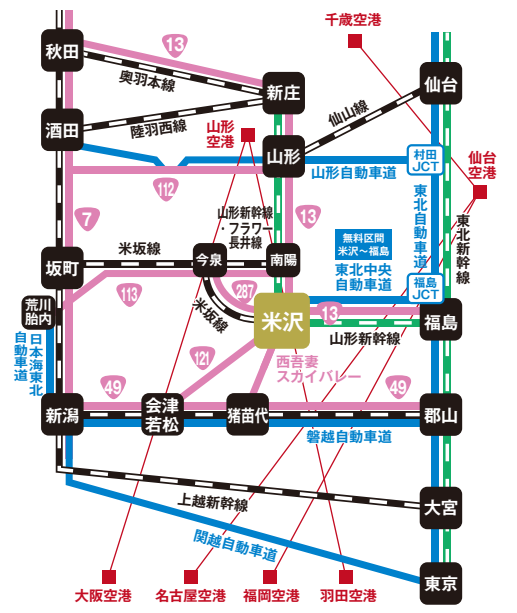 千歳空港
秋田
13
奥羽本線
新庄
仙台
酒田
陸羽西線
仙山線
山形
空港
山形
村田
JCT
仙台
空港
山形自動車道
112
7
山形新幹線
・フラワー
長井線
13
東北自動車道
東北新幹線
無料区間
米沢〜福島
米坂線
坂町
今泉
南陽
東北中央
自動車道
福島
JCT
113
287
荒川
胎内
米坂線
米沢
13
福島
山形新幹線
日本海東北
自動車道
121
西吾妻
スカイバレー
49
49
新潟
会津
若松
猪苗代
郡山
磐越自動車道
上越新幹線
大宮
関越自動車道
東京
大阪空港
名古屋空港
福岡空港
羽田空港